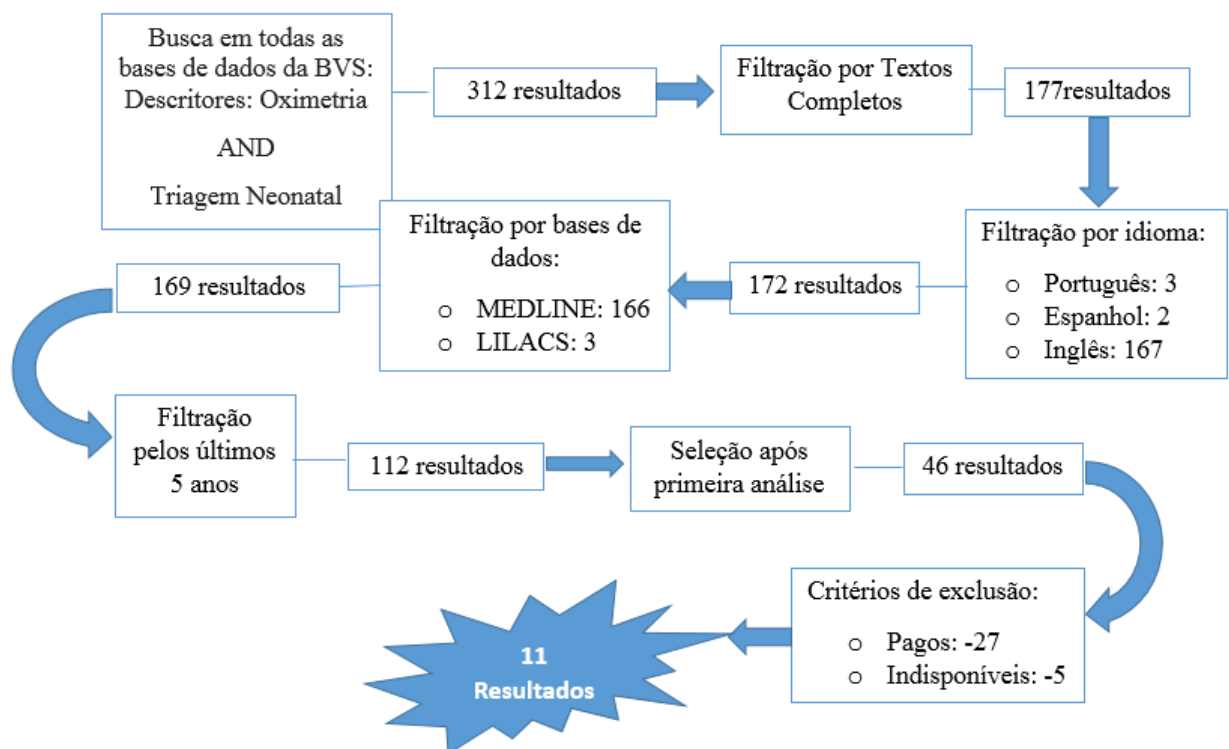 Busca em todas as
bases de dados da BVS:
Descritores: Oximetria
AND
Triagem Neonatal
312 resultados
Filtração por Textos
Completos
177resultados
Filtração por idioma:
o Português: 3
o Espanhol: 2
o Inglês: 167
172 resultados
Filtração por bases de
dados:
o MEDLINE: 166
o LILACS: 3
169 resultados
Filtração
pelos últimos
5 anos
112 resultados
Seleção após
primeira análise
46 resultados
Critérios de exclusão:
o Pagos: -27
o Indisponíveis: -5
11
Resultados